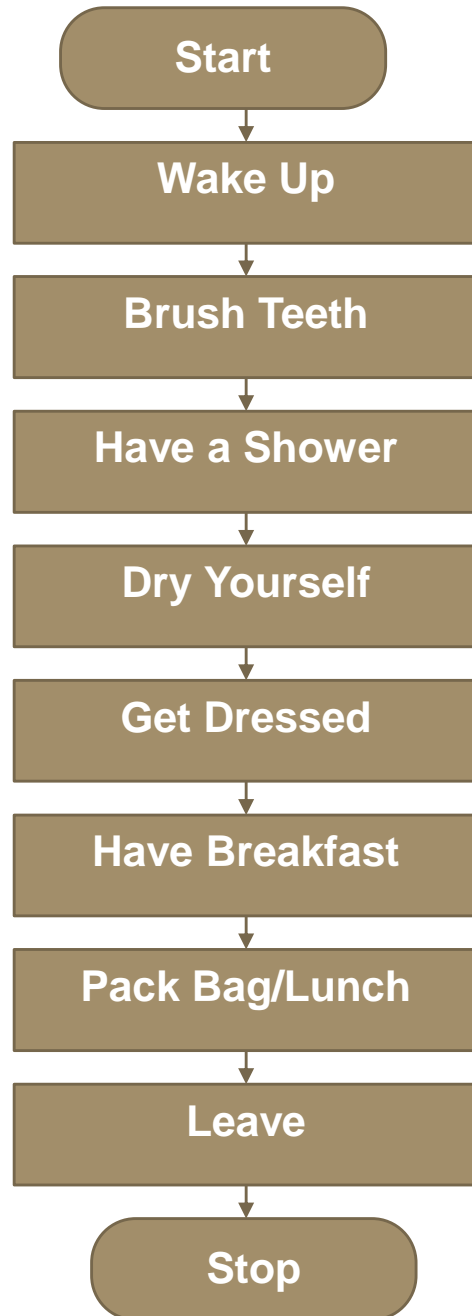 Start
Wake Up
Brush Teeth
Have a Shower
Dry Yourself
Get Dressed
Have Breakfast
Pack Bag/Lunch
Leave
Stop